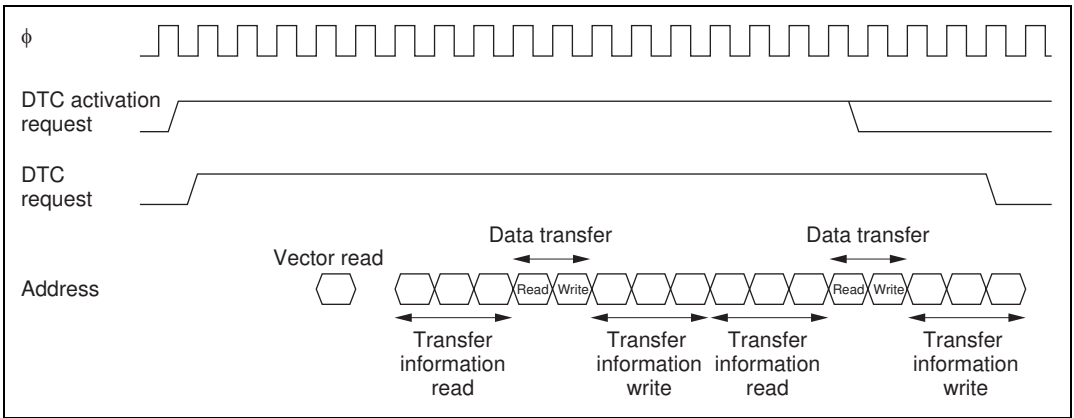 ϕ
DTC activation
request
DTC
request
Data transfer
Data transfer
Vector read
Address
Read
Write
Read
Write
Transfer
information
read
Transfer
information
write
Transfer
information
read
Transfer
information
write